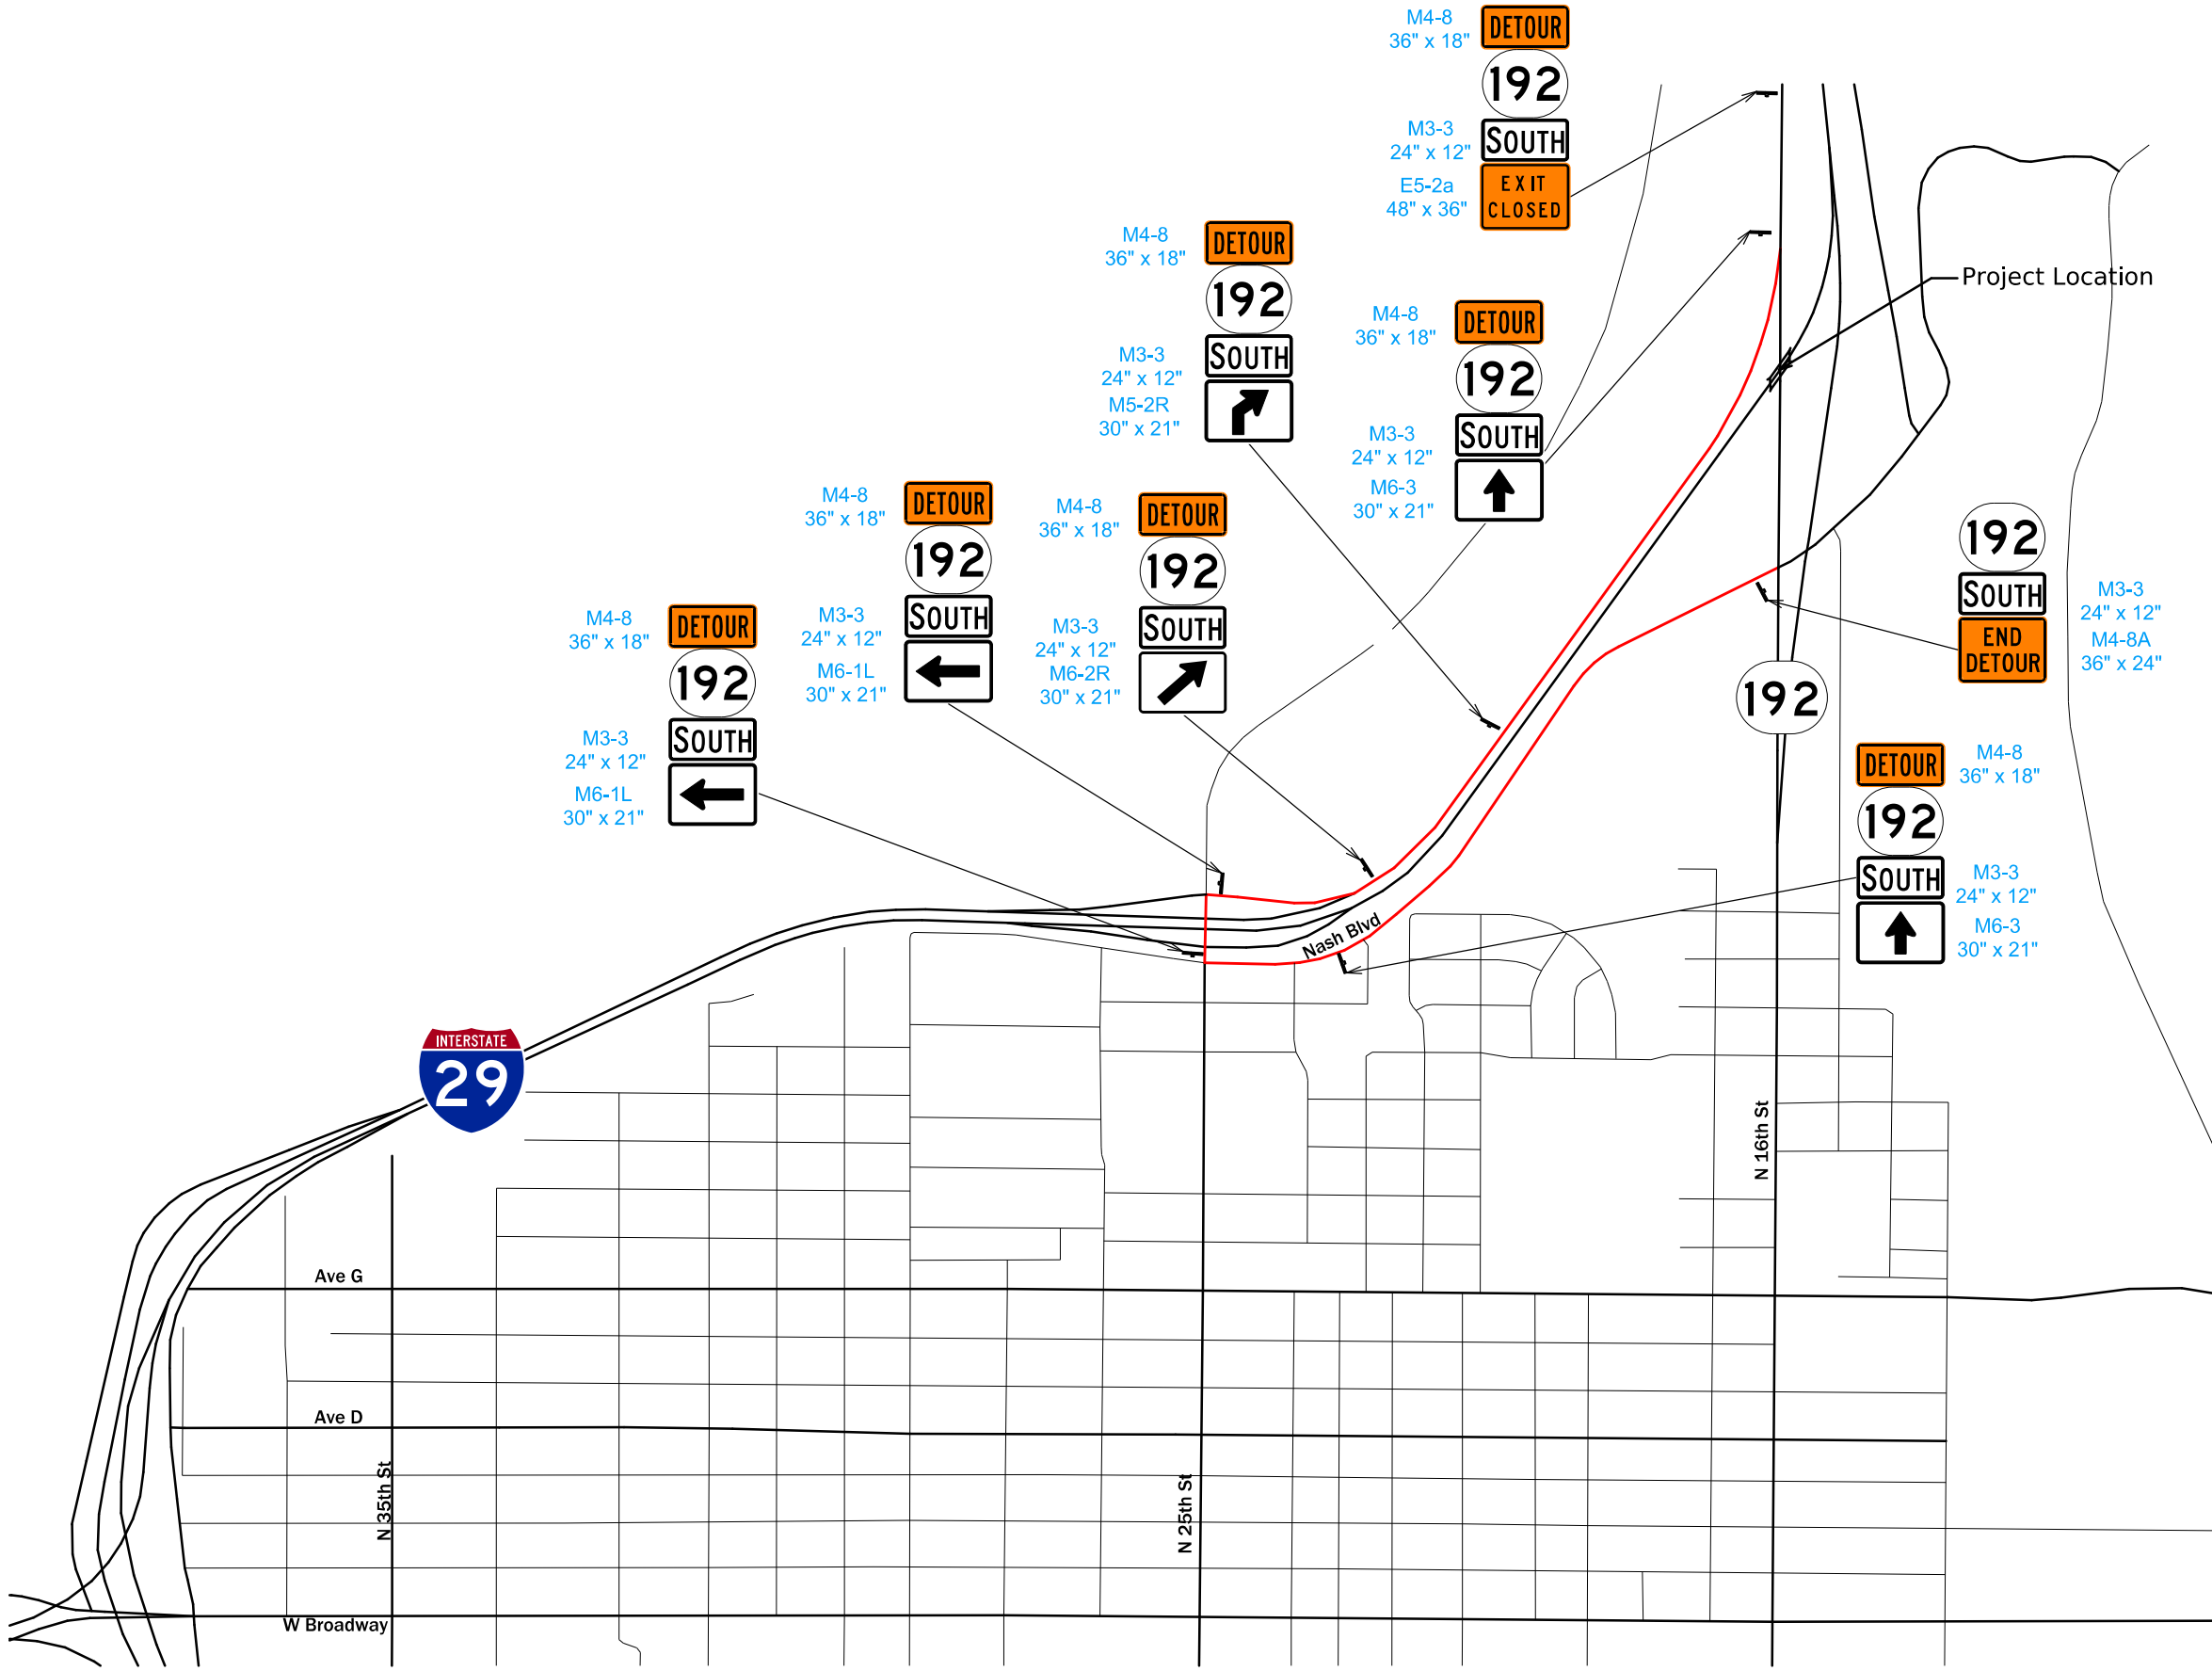 M4-8
36" x 18"
DETOUR
192
M3-3
24" x 12"
SOUTH
E5-2a
48" x 36"
EXIT
CLOSED
M4-8
36" x 18"
DETOUR
192
M3-3
24" x 12"
SOUTH
M5-2R
30" x 21"
Project Location
M4-8
36" x 18"
DETOUR
192
M3-3
24" x 12"
SOUTH
M6-3
30" x 21"
M4-8
36" x 18"
DETOUR
192
M3-3
24" x 12"
SOUTH
M6-1L
30" x 21"
M4-8
36" x 18"
DETOUR
192
M3-3
24" x 12"
SOUTH
M6-2R
30" x 21"
192
SOUTH
M3-3
24" x 12"
END
DETOUR
M4-8A
36" x 24"
M4-8
36" x 18"
DETOUR
192
M3-3
24" x 12"
SOUTH
M6-1L
30" x 21"
192
DETOUR
M4-8
36" x 18"
192
SOUTH
M3-3
24" x 12"
M6-3
30" x 21"
Nash Blvd
INTERSTATE
29
N 16th St
Ave G
Ave D
N 35th St
N 25th St
W Broadway